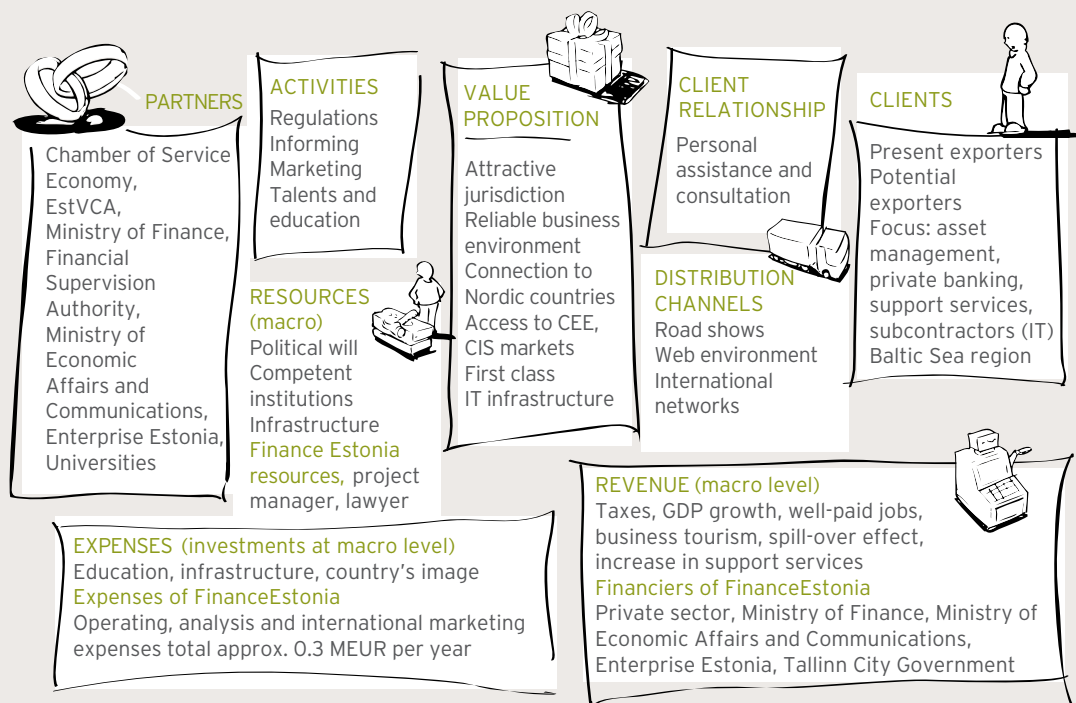 PARTNERS
Chamber of Service
Economy,
EstVCA,
Ministry of Finance,
Financial
Supervision
Authority,
Ministry of
Economic
Affairs and
Communications,
Enterprise Estonia,
Universities
ACTIVITIES
Regulations
Informing
Marketing
Talents and
education
RESOURCES
(macro)
Political will
Competent
institutions
Infrastructure
Finance Estonia
resources, project
manager, lawyer
VALUE
PROPOSITION
Attractive
jurisdiction
Reliable business
environment
Connection to
Nordic countries
Access to CEE,
CIS markets
First class
IT infrastructure
CLIENT
RELATIONSHIP
Personal
assistance and
consultation
DISTRIBUTION
CHANNELS
Road shows
Web environment
International
networks
CLIENTS
Present exporters
Potential
exporters
Focus: asset
management,
private banking,
support services,
subcontractors (IT)
Baltic Sea region
EXPENSES (investments at macro level)
Education, infrastructure, country's image
Expenses of FinanceEstonia
Operating, analysis and international marketing
expenses total approx. 0.3 MEUR per year
REVENUE (macro level)
Taxes, GDP growth, well-paid jobs,
business tourism, spill-over effect,
increase in support services
Financiers of FinanceEstonia
Private sector, Ministry of Finance, Ministry of
Economic Affairs and Communications,
Enterprise Estonia, Tallinn City Government